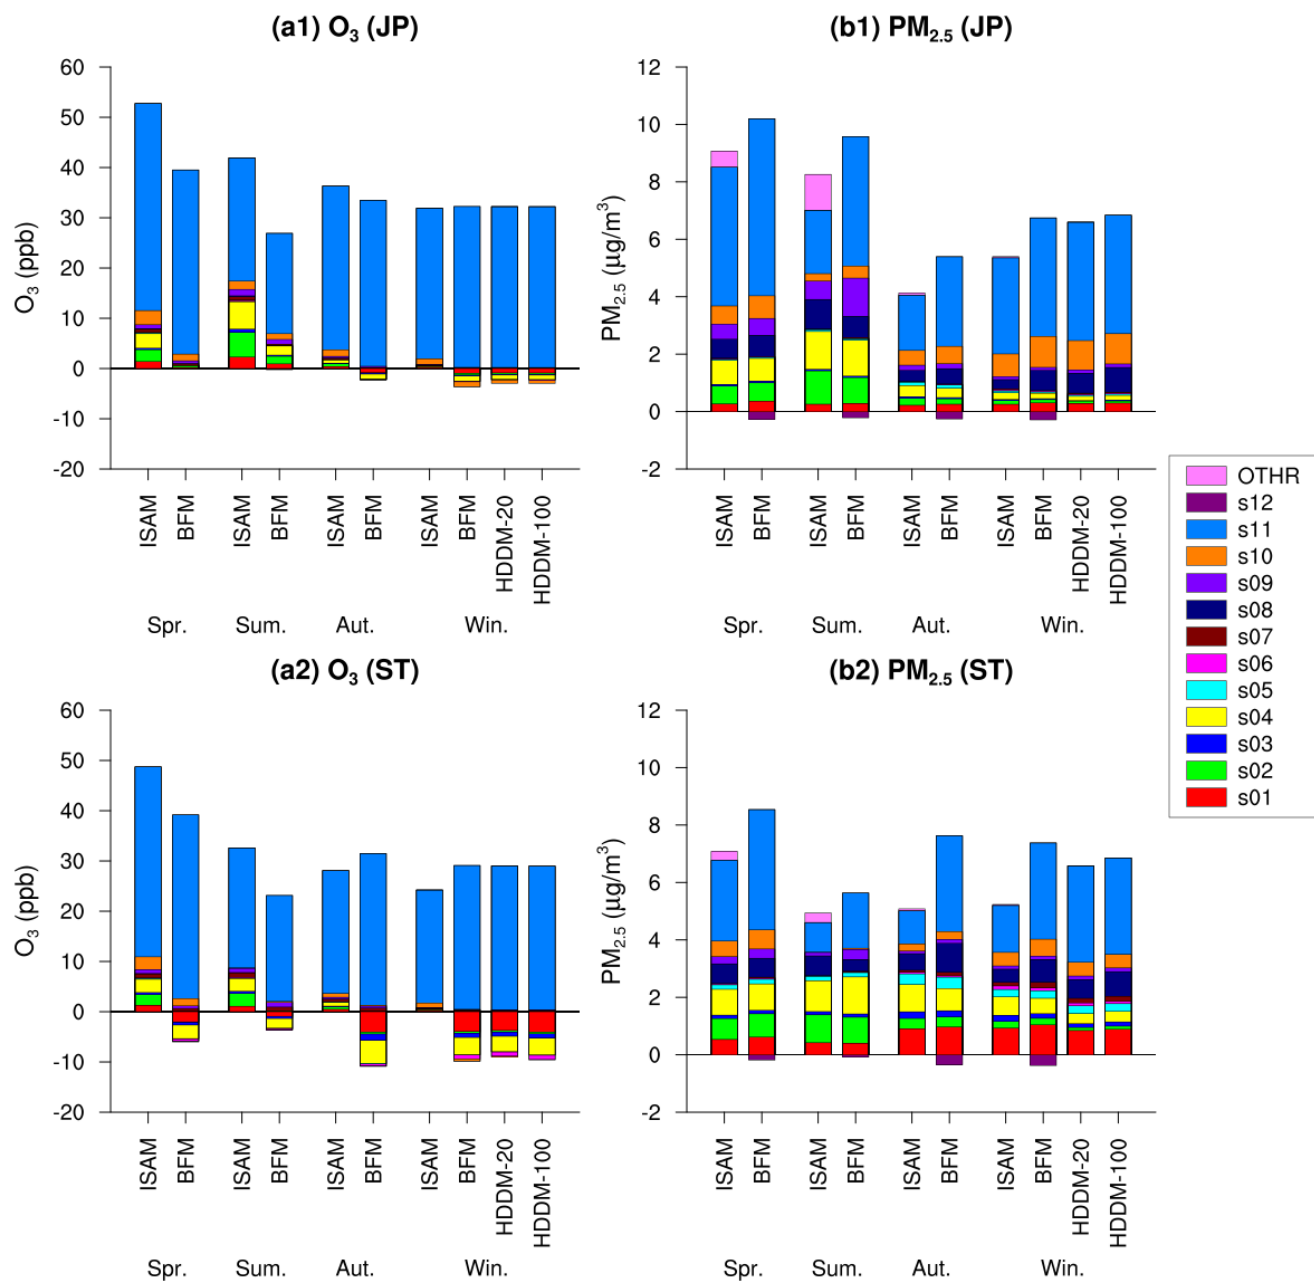 (a1) O3 (JP)
60
50
40
30
20
10
0
-10
-20
O3 (ppb)
ISAM
BFM
ISAM
BFM
ISAM
BFM
ISAM
BFM
HDDM-20
HDDM-100
Spr.
Sum.
Aut.
Win.
(b1) PM2.5 (JP)
12
10
8
6
4
2
0
-2
PM2.5 (μg/m3)
ISAM
BFM
ISAM
BFM
ISAM
BFM
ISAM
BFM
HDDM-20
HDDM-100
Spr.
Sum.
Aut.
Win.
OTHR
s12
s11
s10
s09
s08
s07
s06
s05
s04
s03
s02
s01
(a2) O3 (ST)
60
50
40
30
20
10
0
-10
-20
O3 (ppb)
ISAM
BFM
ISAM
BFM
ISAM
BFM
ISAM
BFM
HDDM-20
HDDM-100
Spr.
Sum.
Aut.
Win.
(b2) PM2.5 (ST)
12
10
8
6
4
2
0
-2
PM2.5 (μg/m3)
ISAM
BFM
ISAM
BFM
ISAM
BFM
ISAM
BFM
HDDM-20
HDDM-100
Spr.
Sum.
Aut.
Win.